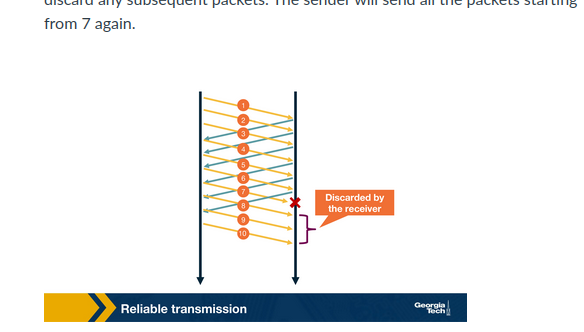 discard any subsequent packets. The sender will send all the packets starting
from 7 again.
1
2
3
4
5
6
7
8
9
10
Discarded by
the receiver
Reliable transmission
Georgia
Tech